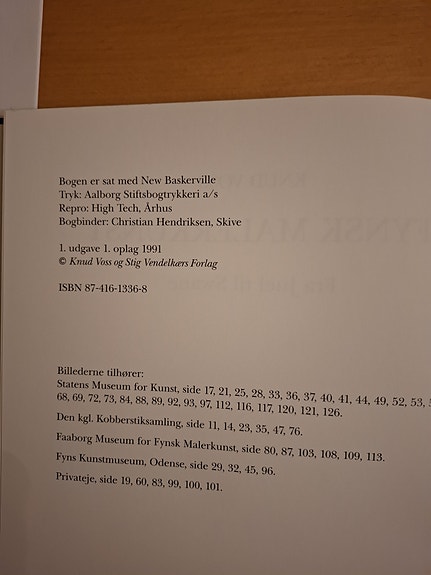 Bogen er sat med New Baskerville
Tryk: Aalborg Stiftsbogtrykkeri a/s
Repro: High Tech, Århus
Bogbinder: Christian Hendriksen, Skive
1. udgave 1. oplag 1991
© Knud Voss og Stig Vendelkærs Forlag
ISBN 87-416-1336-8
Billederne tilhører:
Statens Museum for Kunst, side 17, 21, 25, 28, 33, 36, 37, 40, 41, 44, 49, 52, 53,
68, 69, 72, 73, 84, 88, 89, 92, 93, 97, 112, 116, 117, 120, 121, 126.
Den kgl. Kobberstiksamling, side 11, 14, 23, 35, 47, 76.
Faaborg Museum for Fynsk Malerkunst, side 80, 87, 103, 108, 109, 113.
Fyns Kunstmuseum, Odense, side 29, 32, 45, 96.
Privateje, side 19, 60, 83, 99, 100, 101.